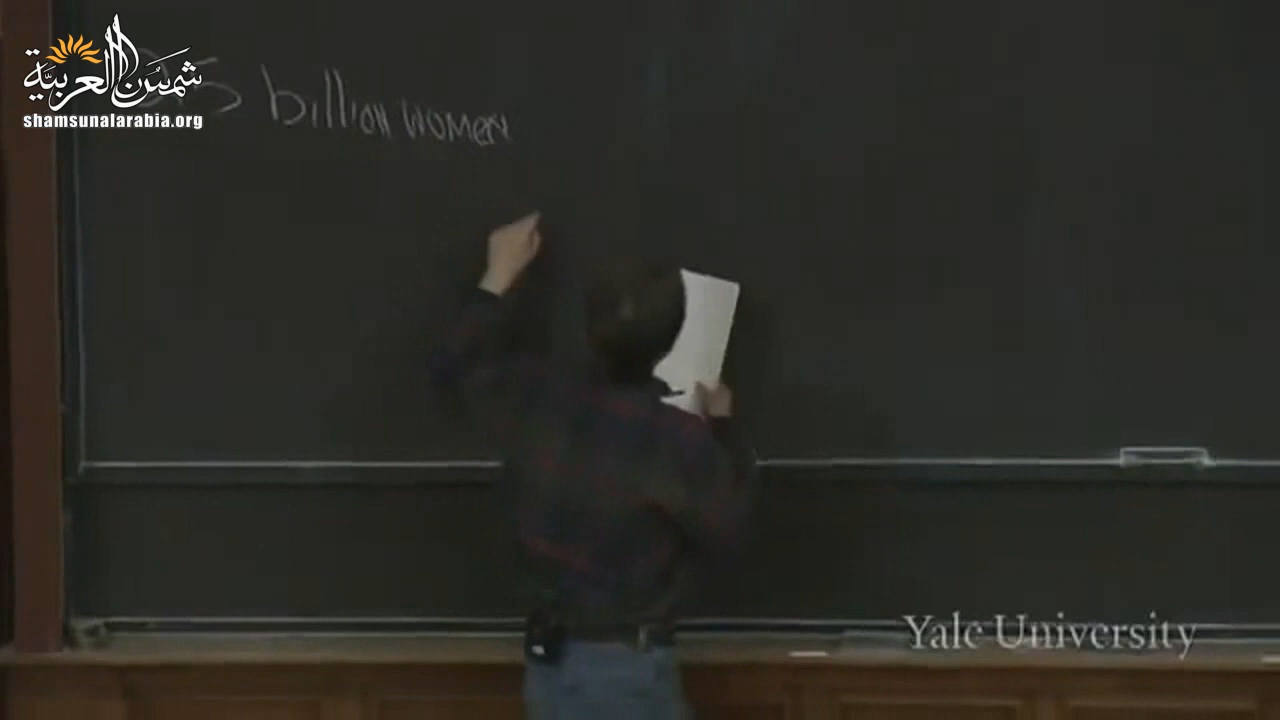 شمس العربية
shamsunalarabia.org
billion women
Yale University